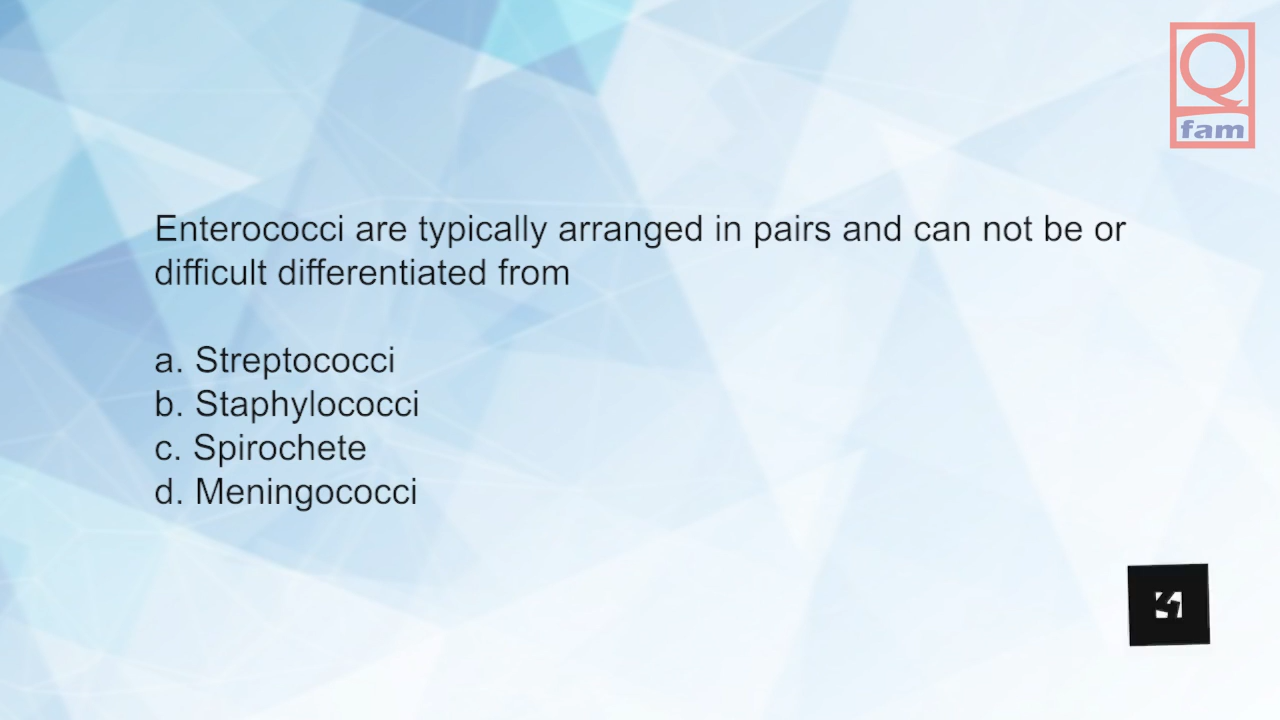 Q
fam
Enterococci are typically arranged in pairs and can not be or
difficult differentiated from
a. Streptococci
b. Staphylococci
c. Spirochete
d. Meningococci